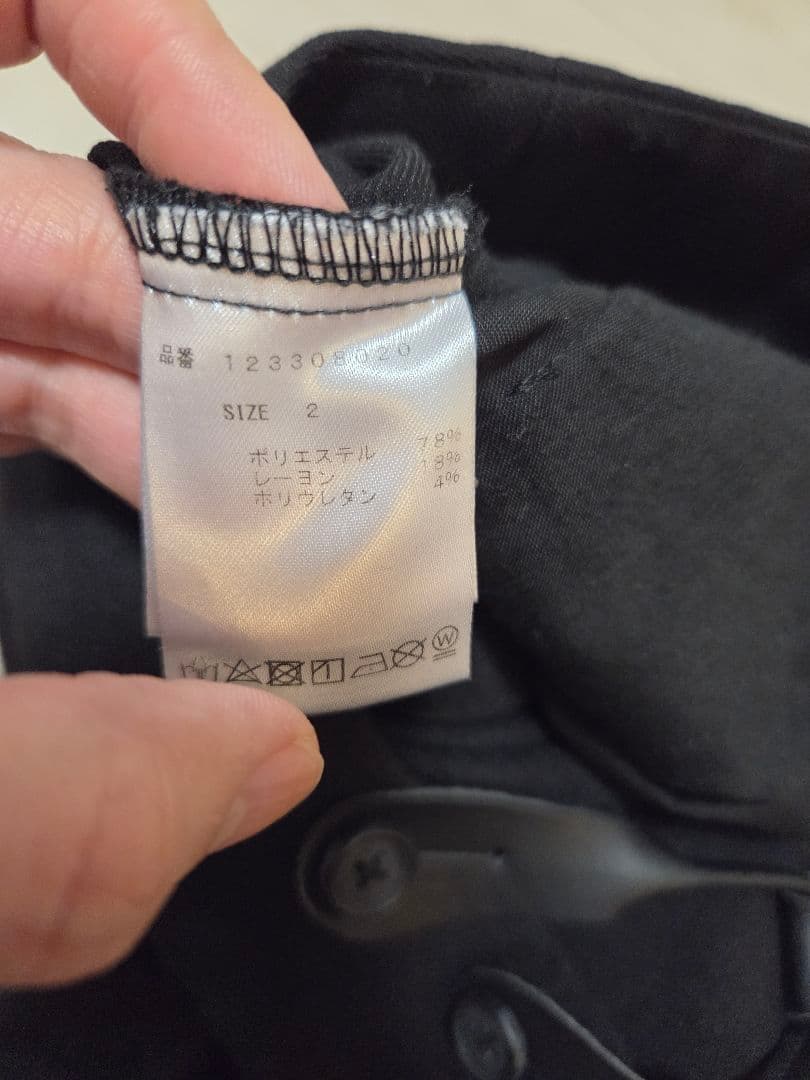 品番 123308020
SIZE 2
ポリエステル 78%
レーヨン 18%
ポリウレタン 4%
W